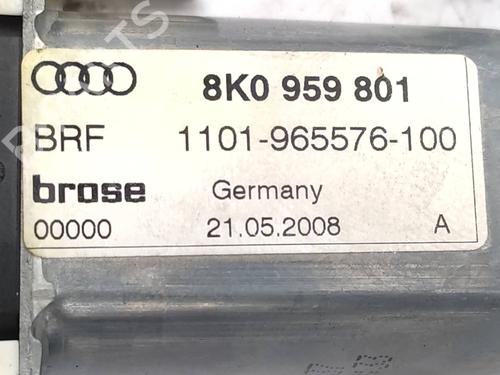 8K0 959 801
BRF 1101-965576-100
brose Germany
00000 21.05.2008 A